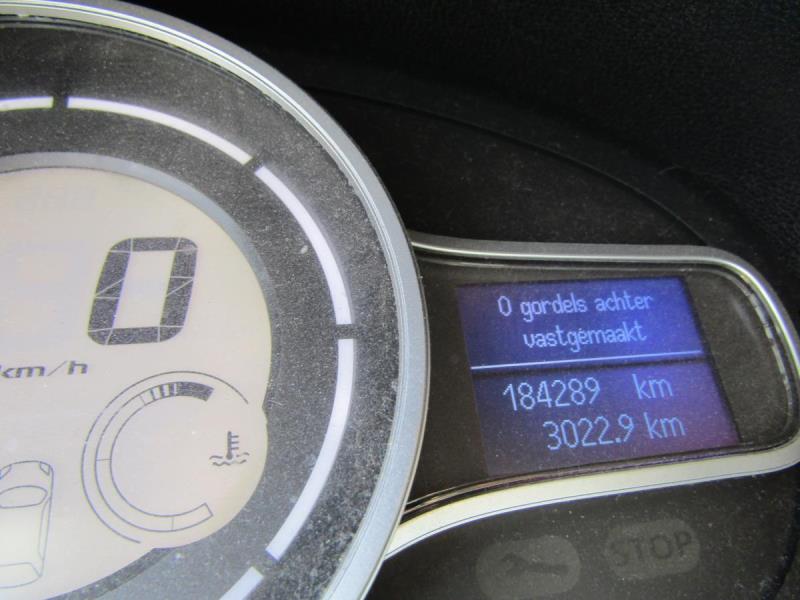 0
km/h
0 gordels achter
vastgemaakt
184289 km
3022.9 km
STOP